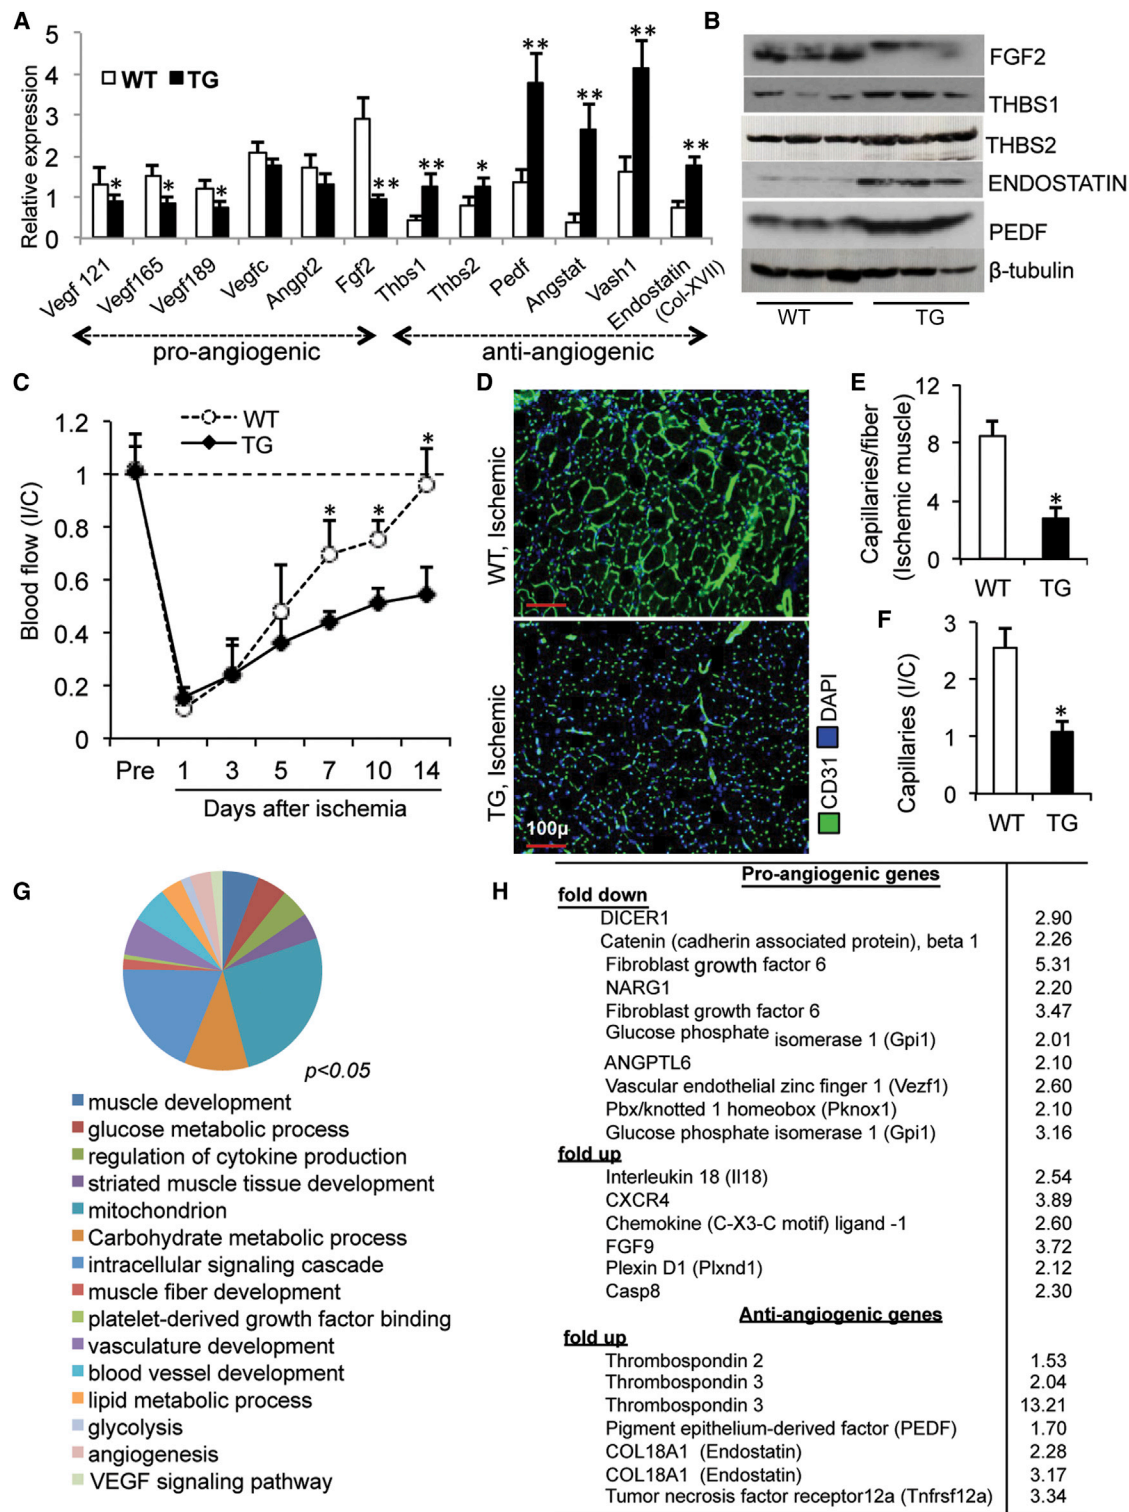 A
5
4
3
2
1
0
Relative expression
WT TG
* * * ** ** * ** ** ** **
Vegf 121
Vegf165
Vegf189
Vegfc
Angpt2
Fgf2
Thbs1
Thbs2
Pedf
Angstat
Vash1
Endostatin
(Col-XVII)
pro-angiogenic
anti-angiogenic
B
FGF2
THBS1
THBS2
ENDOSTATIN
PEDF
β-tubulin
WT TG
C
WT
TG
1.2
1
0.8
0.6
0.4
0.2
0
Blood flow (I/C)
* * *
Pre 1 3 5 7 10 14
Days after ischemia
D
WT, Ischemic
TG, Ischemic
100µ
CD31 DAPI
E
Capillaries/fiber
(Ischemic muscle)
12
8
4
0
*
WT TG
F
Capillaries (I/C)
3
2
1
0
*
WT TG
G
p<0.05
muscle development
glucose metabolic process
regulation of cytokine production
striated muscle tissue development
mitochondrion
Carbohydrate metabolic process
intracellular signaling cascade
muscle fiber development
platelet-derived growth factor binding
vasculature development
blood vessel development
lipid metabolic process
glycolysis
angiogenesis
VEGF signaling pathway
H
Pro-angiogenic genes
fold down
DICER1 2.90
Catenin (cadherin associated protein), beta 1 2.26
Fibroblast growth factor 6 5.31
NARG1 2.20
Fibroblast growth factor 6 3.47
Glucose phosphate isomerase 1 (Gpi1) 2.01
ANGPTL6 2.10
Vascular endothelial zinc finger 1 (Vezf1) 2.60
Pbx/knotted 1 homeobox (Pknox1) 2.10
Glucose phosphate isomerase 1 (Gpi1) 3.16
fold up
Interleukin 18 (Il18) 2.54
CXCR4 3.89
Chemokine (C-X3-C motif) ligand -1 2.60
FGF9 3.72
Plexin D1 (Plxnd1) 2.12
Casp8 2.30
Anti-angiogenic genes
fold up
Thrombospondin 2 1.53
Thrombospondin 3 2.04
Thrombospondin 3 13.21
Pigment epithelium-derived factor (PEDF) 1.70
COL18A1 (Endostatin) 2.28
COL18A1 (Endostatin) 3.17
Tumor necrosis factor receptor12a (Tnfrsf12a) 3.34